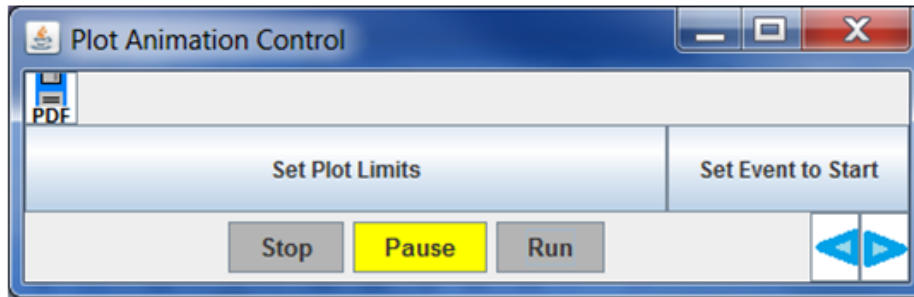 Plot Animation Control
PDF
Set Plot Limits Set Event to Start
Stop Pause Run